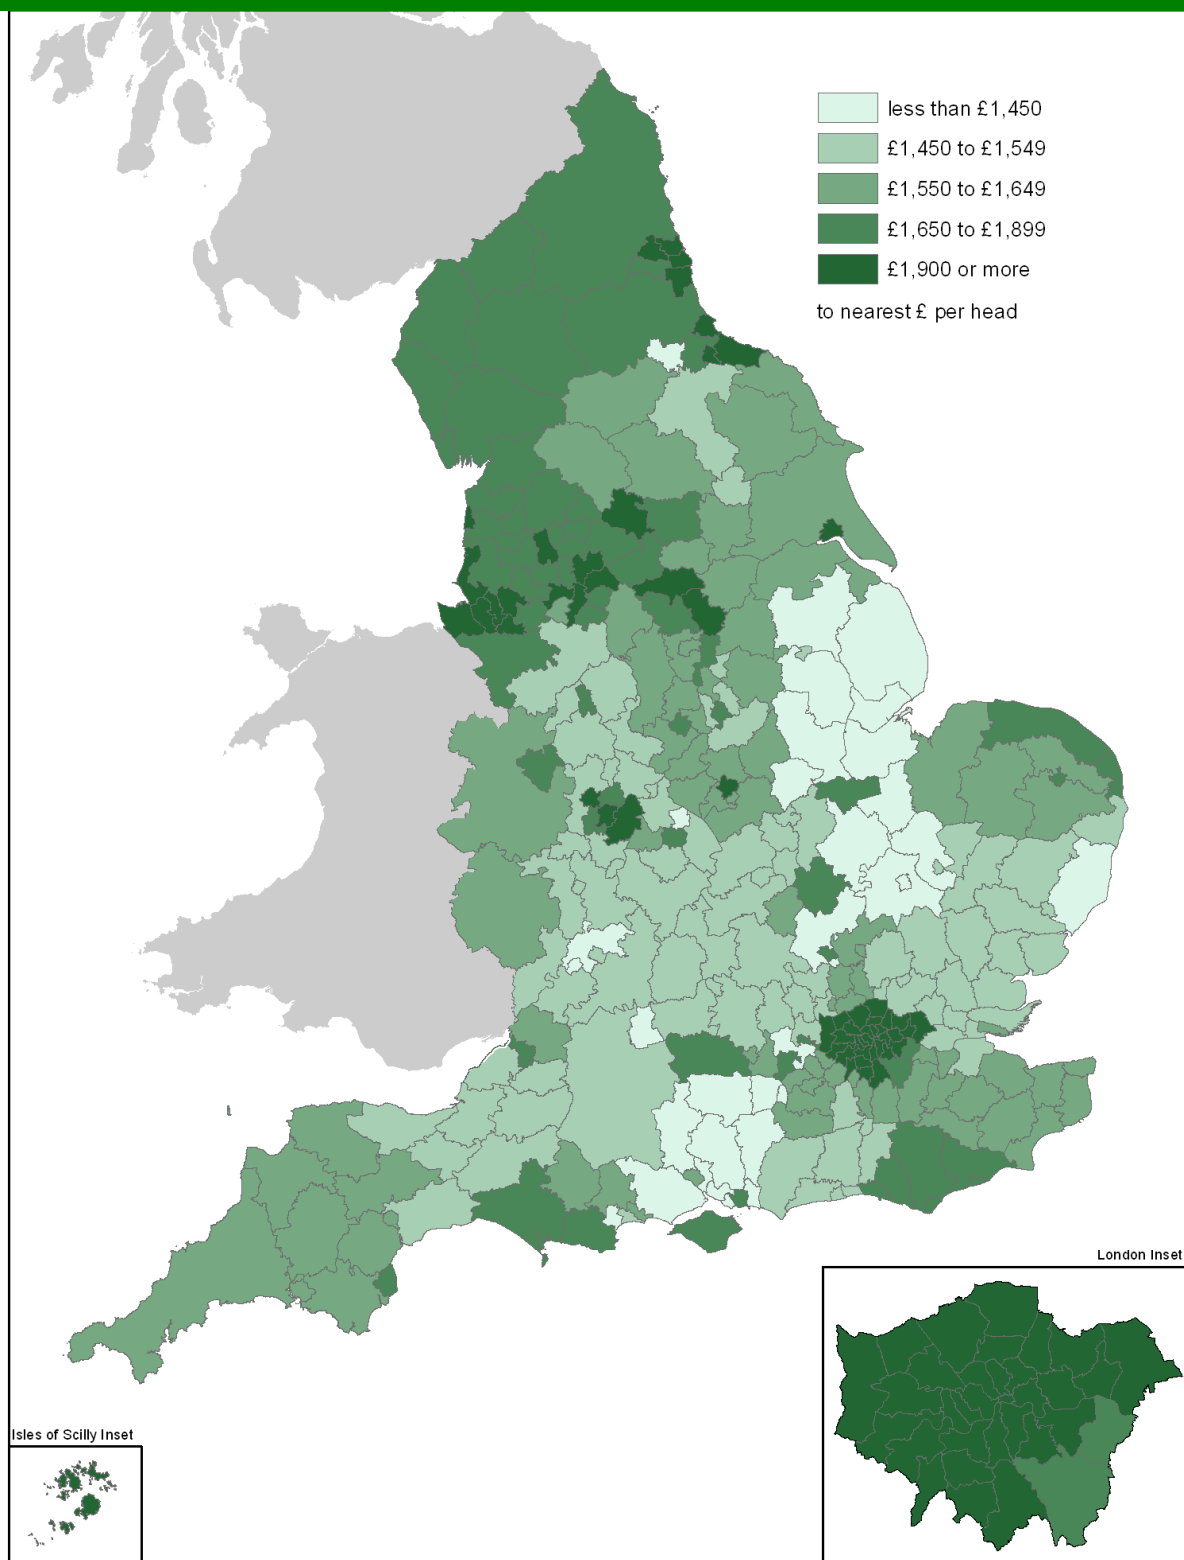 less than £1,450
£1,450 to £1,549
£1,550 to £1,649
£1,650 to £1,899
£1,900 or more
to nearest £ per head
London Inset
Isles of Scilly Inset